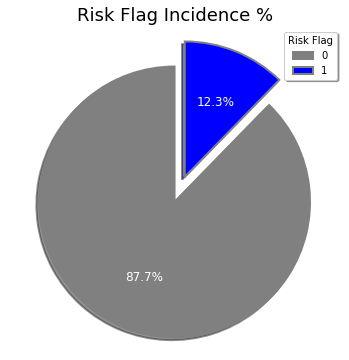 Risk Flag Incidence %
Risk Flag
0
1
12.3%
87.7%